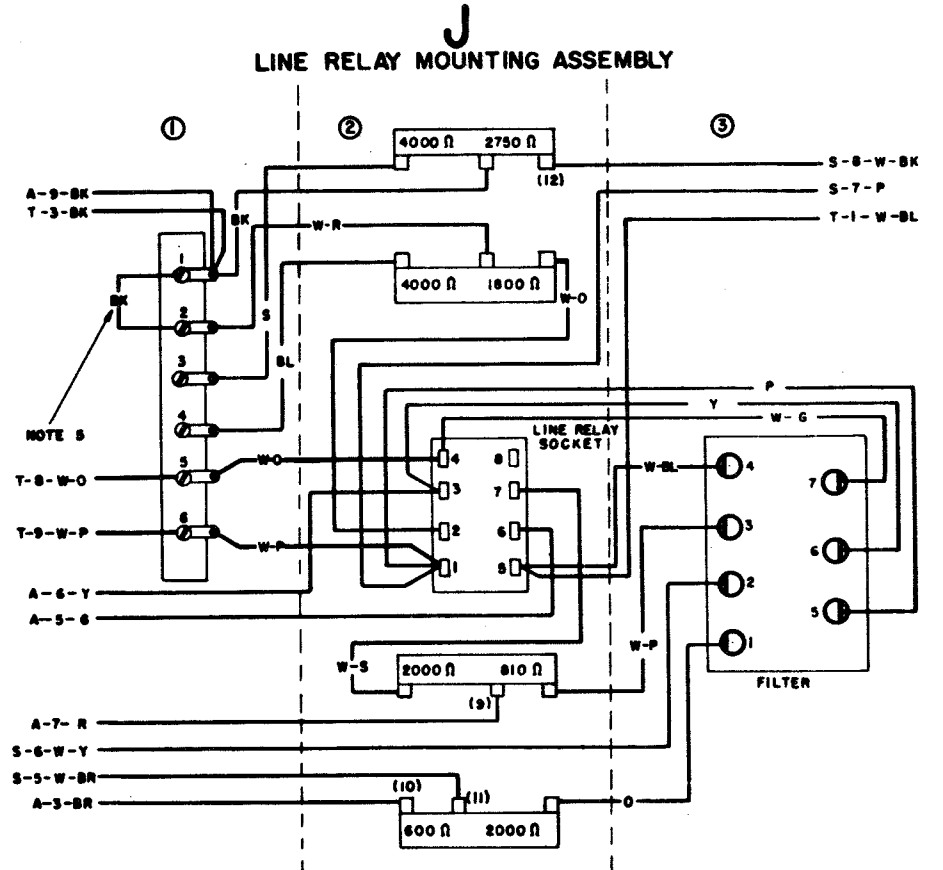 J
LINE RELAY MOUNTING ASSEMBLY
1 2 3
4000 Ω 2750 Ω
(12)
S-8-W-BK
S-7-P
T-1-W-BL
A-9-BK
T-3-BK
BK
W-R
1
4000 Ω 1800 Ω
W-O
BK
2
S
3
BL
P
4
Y
W-G
NOTE 5
LINE RELAY
SOCKET
5
W-O
4 8
W-BL
4
7
T-8-W-O
3 7
6
T-9-W-P
W-P
2 6
3
6
1 5
2
5
A-6-Y
A-5-G
W-P
1
W-S
2000 Ω 810 Ω
FILTER
(9)
A-7-R
S-6-W-Y
S-5-W-BR
(10)
(11)
A-3-BR
O
600 Ω 2000 Ω